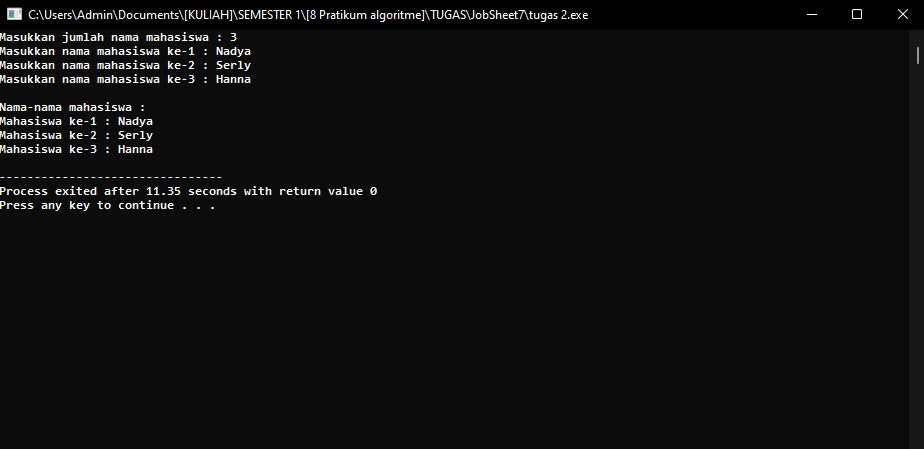 C:\Users\Admin\Documents\[KULIAH]\SEMESTER 1\[8 Pratikum algoritme]\TUGAS\JobSheet7\tugas 2.exe
Masukkan jumlah nama mahasiswa : 3
Masukkan nama mahasiswa ke-1 : Nadya
Masukkan nama mahasiswa ke-2 : Serly
Masukkan nama mahasiswa ke-3 : Hanna
Nama-nama mahasiswa :
Mahasiswa ke-1 : Nadya
Mahasiswa ke-2 : Serly
Mahasiswa ke-3 : Hanna
--------------------------------
Process exited after 11.35 seconds with return value 0
Press any key to continue . . .